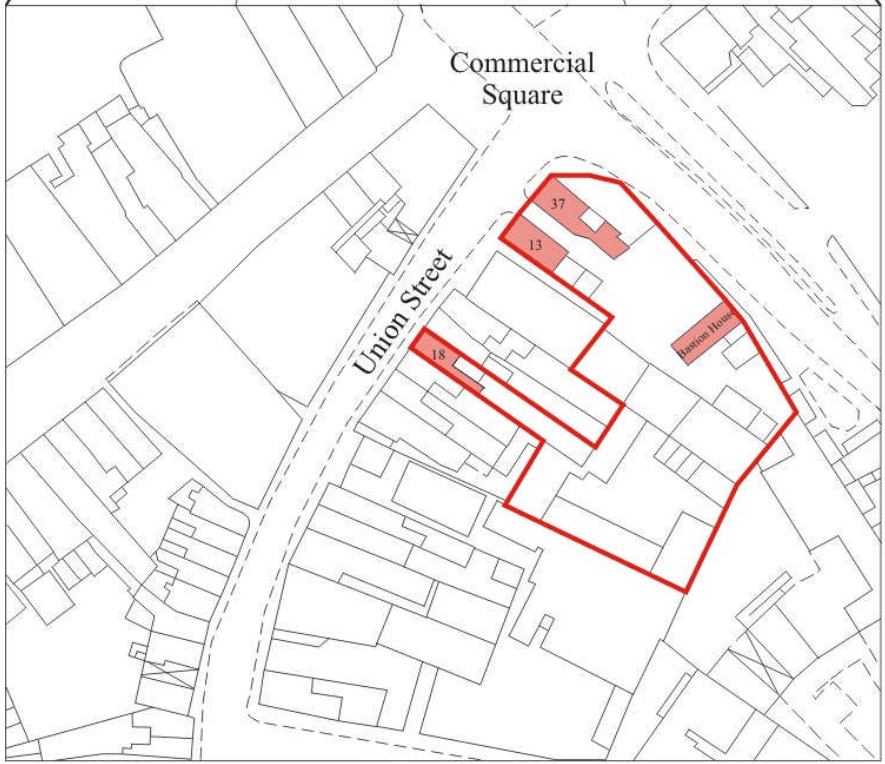 Commercial
Square
37
13
Union Street
Bastion House
18